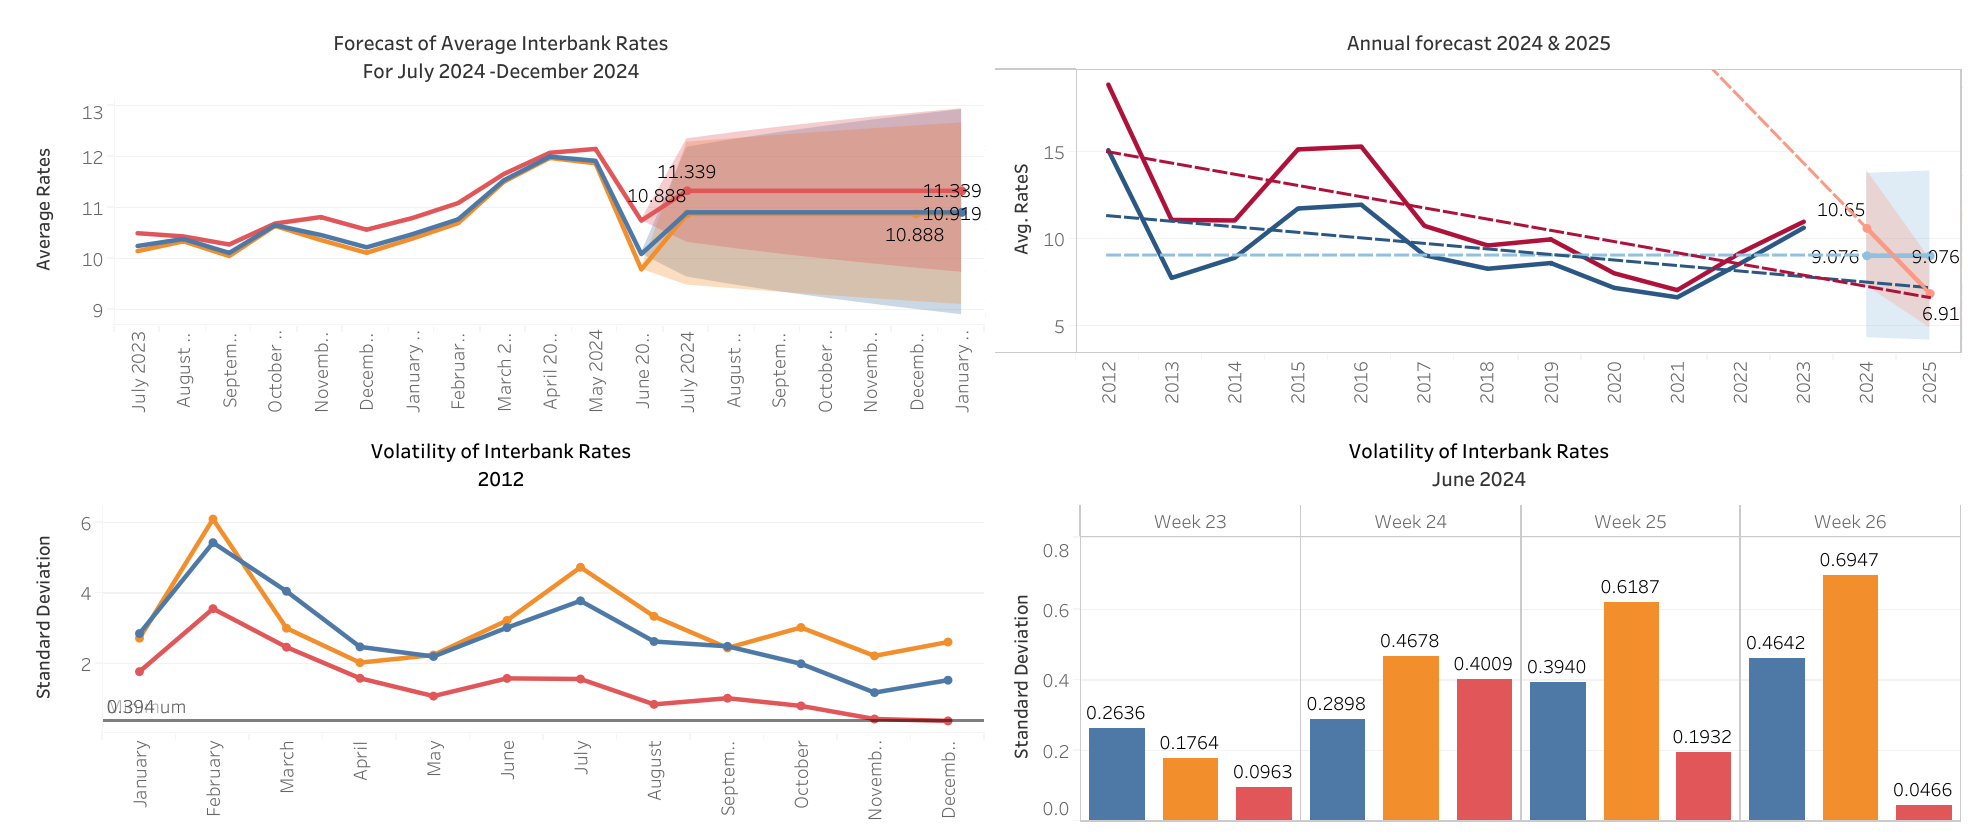 Forecast of Average Interbank Rates
For July 2024 -December 2024
Average Rates
13
12
11
10
9
11.339
10.888
11.339
10.919
10.888
July 2023
August ..
Septem..
October ..
Novemb..
Decemb..
January ..
Februar..
March 2..
April 20..
May 2024
June 20..
July 2024
August ..
Septem..
October ..
Novemb..
Decemb..
January ..
Annual forecast 2024 & 2025
Avg. Rates
15
10
5
10.65
9.076
9.076
6.91
2012
2013
2014
2015
2016
2017
2018
2019
2020
2021
2022
2023
2024
2025
Volatility of Interbank Rates
2012
Standard Deviation
6
4
2
0.394
January
February
March
April
May
June
July
August
Septem..
October
Novemb..
Decemb..
Volatility of Interbank Rates
June 2024
Week 23
Week 24
Week 25
Week 26
Standard Deviation
0.8
0.6
0.4
0.2
0.0
0.2636
0.1764
0.0963
0.2898
0.4678
0.4009
0.3940
0.6187
0.1932
0.4642
0.6947
0.0466